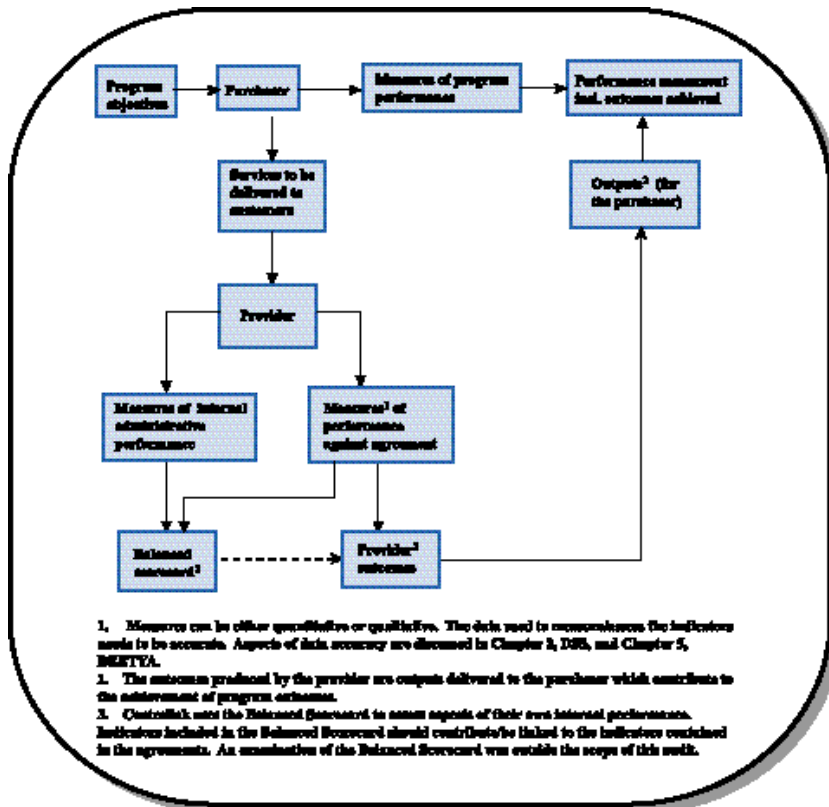 Program
objectives
Purchaser
Measures of program
performance
Performance
incl. outcomes achieved
Services to be
delivered to
customers
Outputs² (for
the purchaser)
Provider
Measures of internal
administrative
performance
Measures¹ of
performance
against agreement
Balanced
scorecard³
Provider²
outcomes
1. Measures can be either quantitative or qualitative. The data used to the indicators
needs to be accurate. Aspects of data accuracy are discussed in Chapter and Chapter 5,
DEETYA.
The outcomes produced by the provider are outputs delivered to the purchaser which contribute to
the achievement of program outcomes.
3. Centrelink uses the Balanced Scorecard to assess aspects of their own internal performance.
Indicators included in the Balanced Scorecard should contribute/be linked to the indicators contained
in the agreements. An examination of the Balanced Scorecard was outside the scope of this audit.